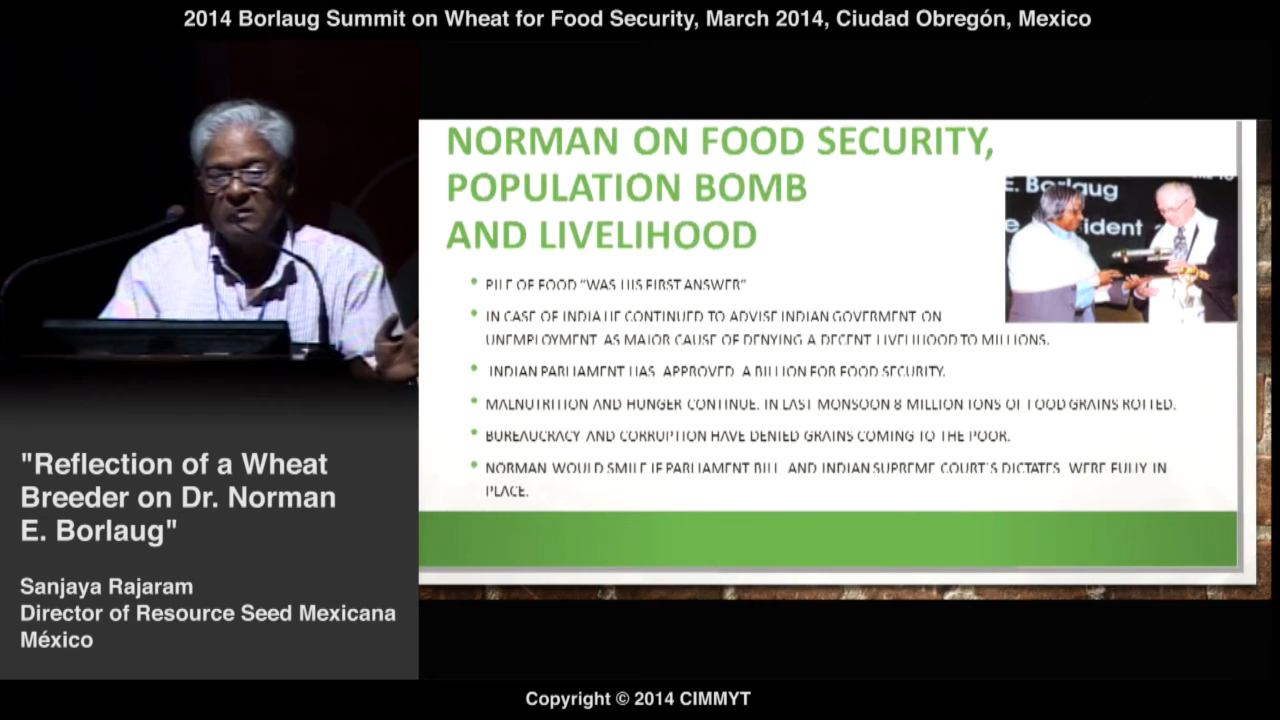 2014 Borlaug Summit on Wheat for Food Security, March 2014, Ciudad Obregón, Mexico
NORMAN ON FOOD SECURITY,
POPULATION BOMB
AND LIVELIHOOD
E. Borlaug
ident
• PILE OF FOOD "WAS HIS FIRST ANSWER"
• IN CASE OF INDIA HE CONTINUED TO ADVISE INDIAN GOVERMENT ON
UNEMPLOYMENT AS MAJOR CAUSE OF DENYING A DECENT LIVELIHOOD TO MILLIONS.
• INDIAN PARLIAMENT HAS APPROVED A BILLION FOR FOOD SECURITY.
• MALNUTRITION AND HUNGER CONTINUE. IN LAST MONSOON 8 MILLION TONS OF FOOD GRAINS ROTTED.
• BUREAUCRACY AND CORRUPTION HAVE DENIED GRAINS COMING TO THE POOR.
• NORMAN WOULD SMILE IF PARLIAMENT BILL AND INDIAN SUPREME COURT'S DICTATES WERE FULLY IN
PLACE.
"Reflection of a Wheat
Breeder on Dr. Norman
E. Borlaug"
Sanjaya Rajaram
Director of Resource Seed Mexicana
México
Copyright © 2014 CIMMYT